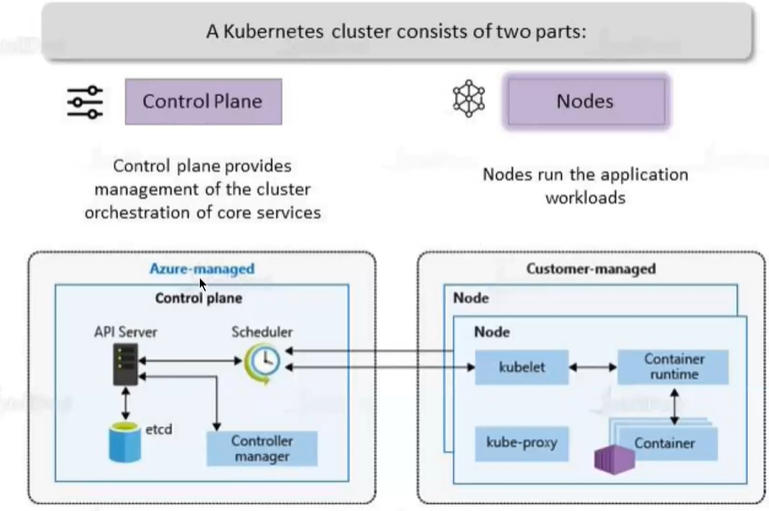 A Kubernetes cluster consists of two parts:
Control Plane
Nodes
Control plane provides
management of the cluster
orchestration of core services
Nodes run the application
workloads
Azure-managed
Control plane
API Server
Scheduler
etcd
Controller
manager
Customer-managed
Node
Node
kubelet
Container
runtime
kube-proxy
Container